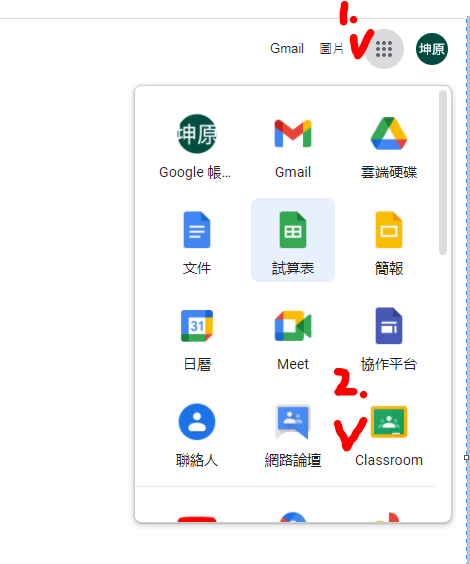 1.
Gmail 圖片 坤原
坤原
Google 帳... Gmail 雲端硬碟
文件 試算表 簡報
31
日曆 Meet 協作平台
2.
聯絡人 網路論壇 Classroom